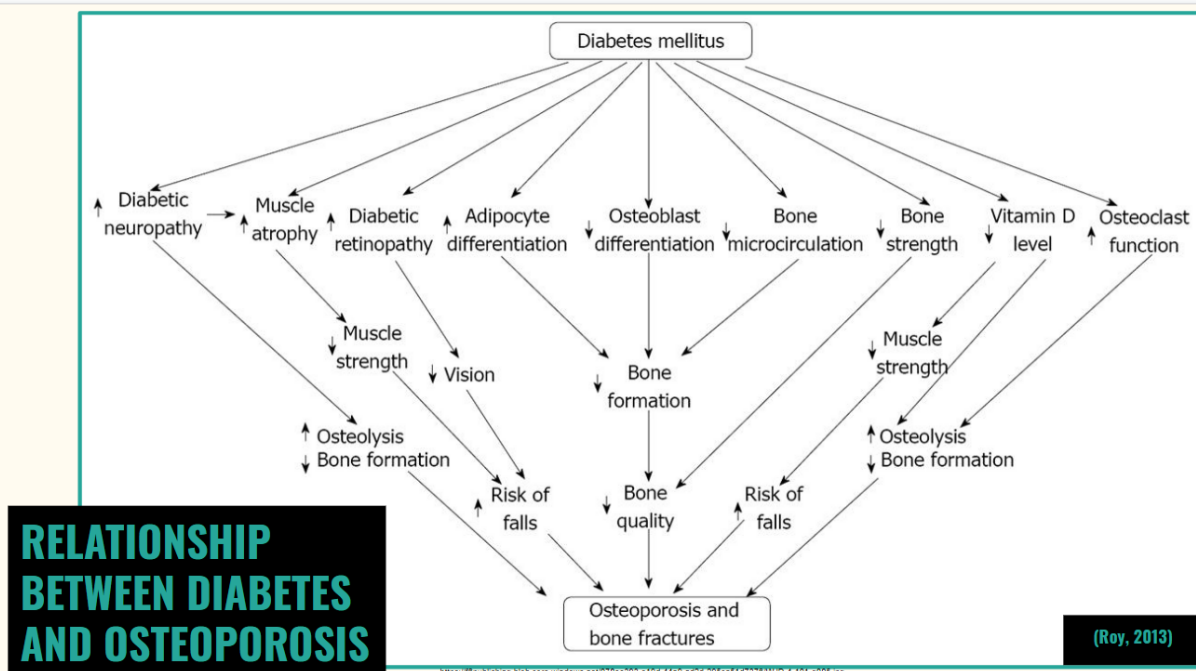 Diabetes mellitus
↑ Diabetic
neuropathy
↑ Muscle
atrophy
↑ Diabetic
retinopathy
↑ Adipocyte
differentiation
↓ Osteoblast
differentiation
↓ Bone
microcirculation
↓ Bone
strength
↓ Vitamin D
level
↑ Osteoclast
function
↓ Muscle
strength
↓ Vision
↓ Bone
formation
↓ Muscle
strength
↑ Osteolysis
↓ Bone formation
↑ Risk of
falls
↓ Bone
quality
↑ Risk of
falls
↑ Osteolysis
↓ Bone formation
Osteoporosis and
bone fractures
RELATIONSHIP
BETWEEN DIABETES
AND OSTEOPOROSIS
(Roy, 2013)